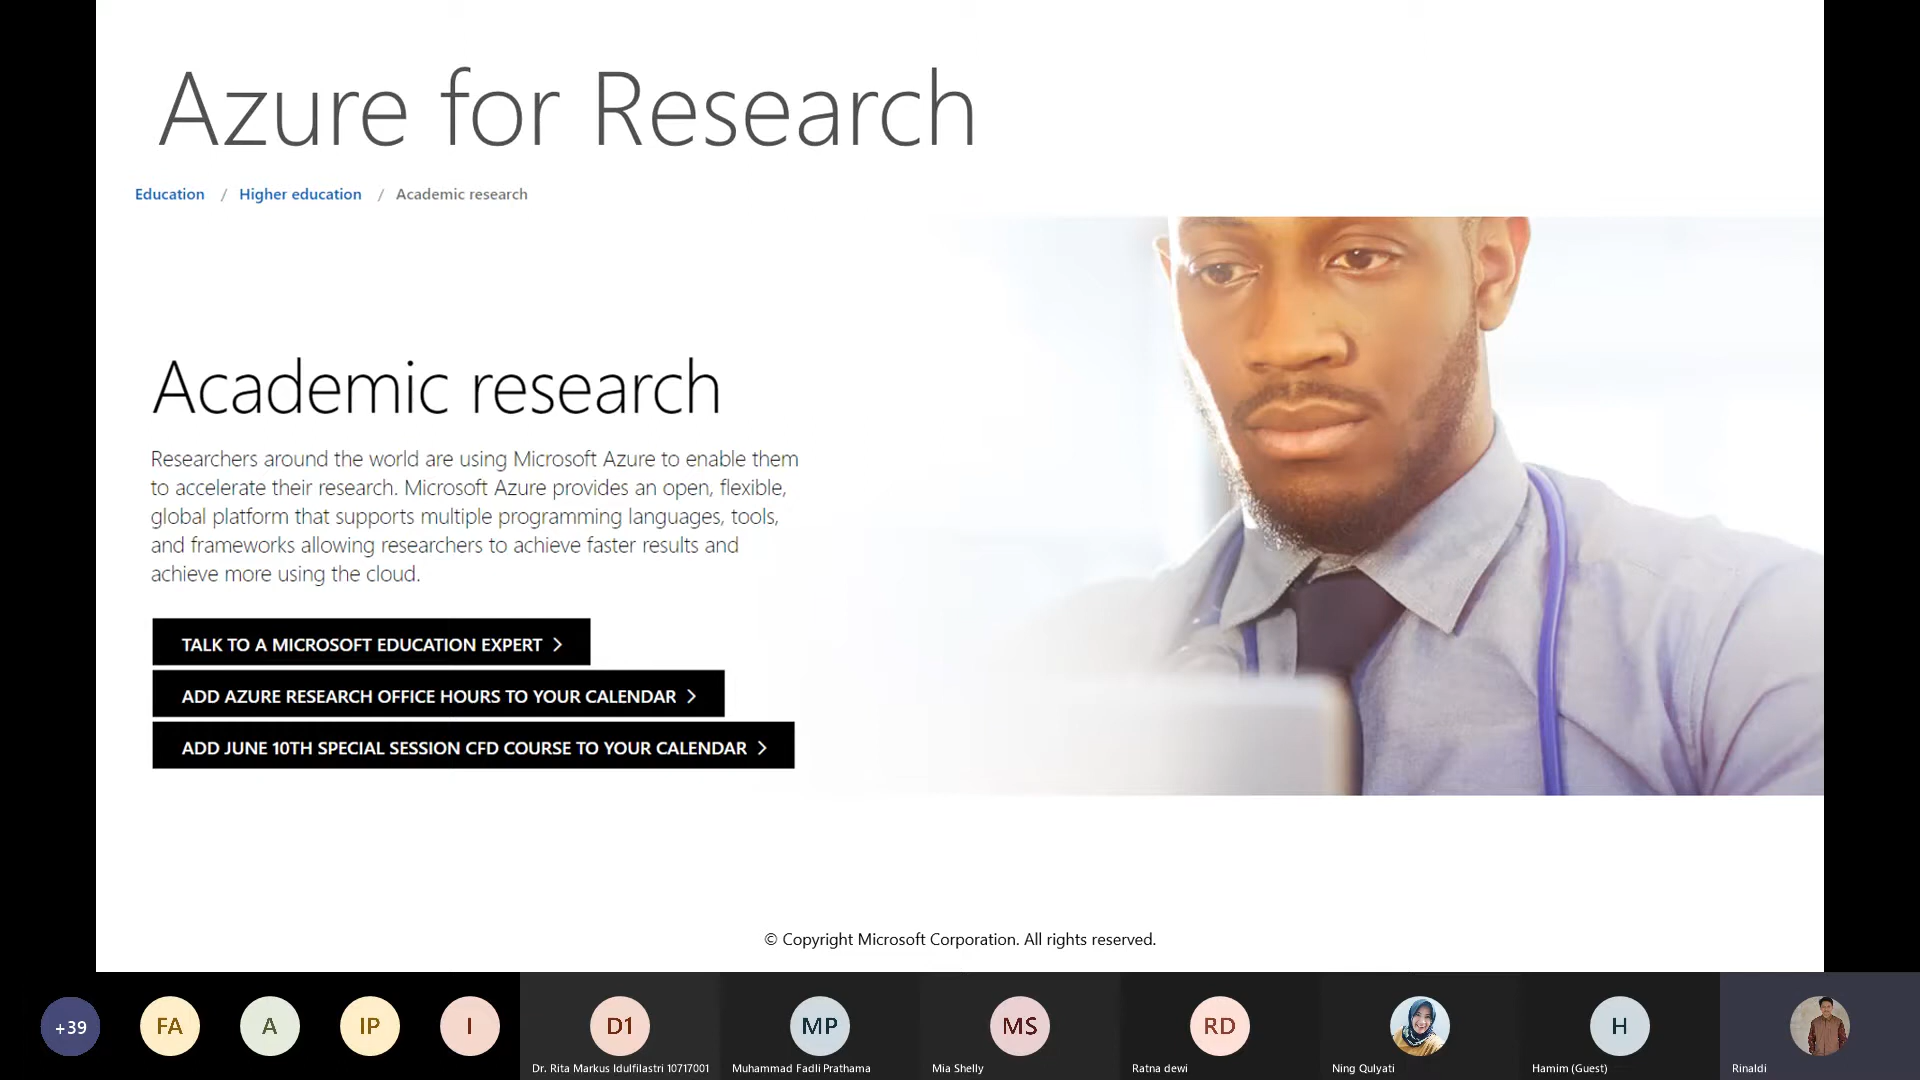 Azure for Research
Education / Higher education / Academic research
Academic research
Researchers around the world are using Microsoft Azure to enable them
to accelerate their research. Microsoft Azure provides an open, flexible,
global platform that supports multiple programming languages, tools,
and frameworks allowing researchers to achieve faster results and
achieve more using the cloud.
TALK TO A MICROSOFT EDUCATION EXPERT >
ADD AZURE RESEARCH OFFICE HOURS TO YOUR CALENDAR >
ADD JUNE 10TH SPECIAL SESSION CFD COURSE TO YOUR CALENDAR >
© Copyright Microsoft Corporation. All rights reserved.
+39 FA A IP I D1 MP MS RD H
Dr. Rita Markus Idulfilastri 10717001 Muhammad Fadli Prathama Mia Shelly Ratna dewi Ning Qulyati Hamim (Guest) Rinaldi